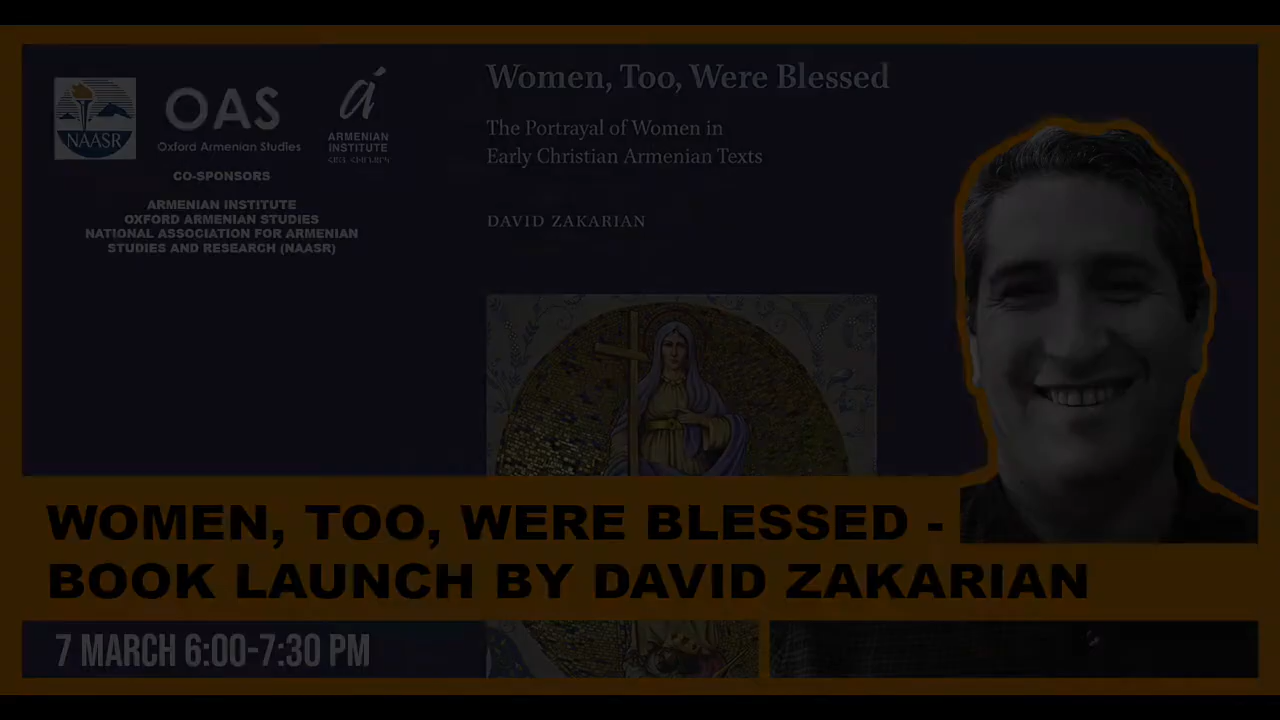 NAASR
OAS
Oxford Armenian Studies
á
ARMENIAN
INSTITUTE
CO-SPONSORS
ARMENIAN INSTITUTE
OXFORD ARMENIAN STUDIES
NATIONAL ASSOCIATION FOR ARMENIAN
STUDIES AND RESEARCH (NAASR)
Women, Too, Were Blessed
The Portrayal of Women in
Early Christian Armenian Texts
DAVID ZAKARIAN
WOMEN, TOO, WERE BLESSED -
BOOK LAUNCH BY DAVID ZAKARIAN
7 MARCH 6:00-7:30 PM